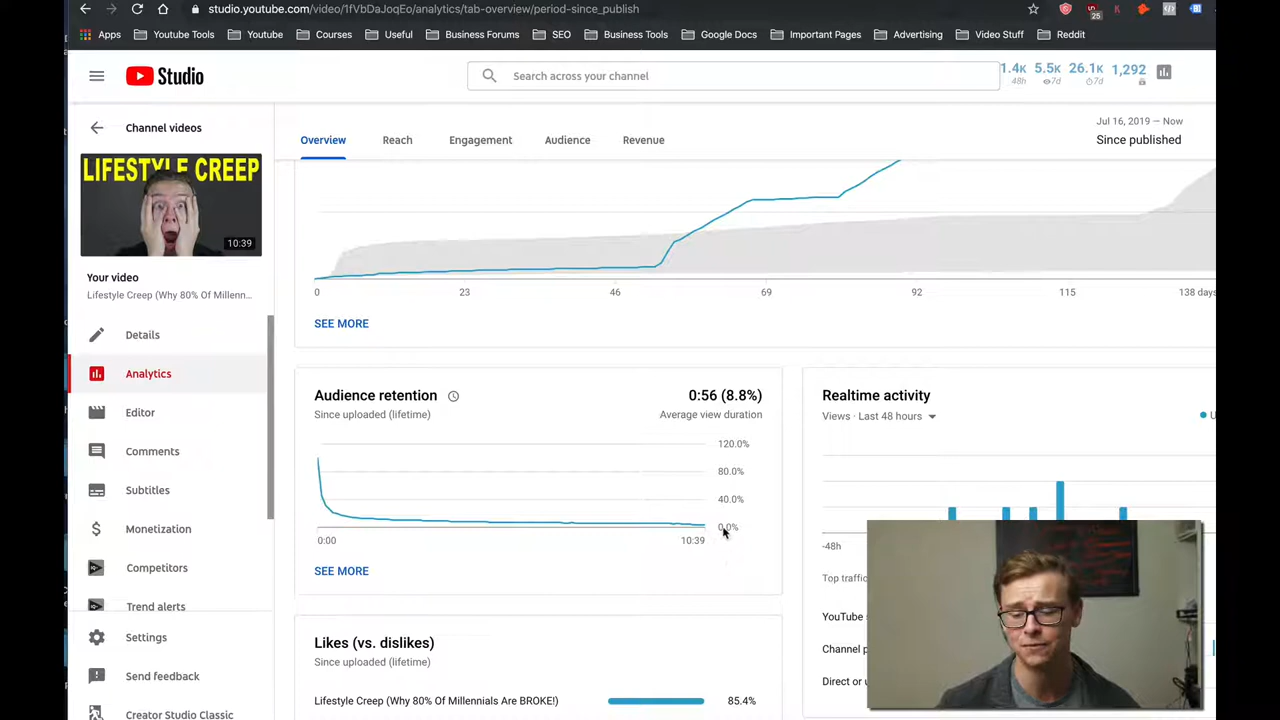 studio.youtube.com/video/1fVbDaJoqEo/analytics/tab-overview/period-since_publish
25
Apps Youtube Tools Youtube Courses Useful Business Forums SEO Business Tools Google Docs Important Pages Advertising Video Stuff Reddit
Studio
Search across your channel
1.4K 5.5K 26.1K 1,292
48h 7d 7d
Channel videos
Overview Reach Engagement Audience Revenue
Jul 16, 2019 — Now
Since published
LIFESTYLE CREEP
10:39
Your video
Lifestyle Creep (Why 80% Of Millenn...
Details
Analytics
Editor
Comments
Subtitles
Monetization
Competitors
Trend alerts
Settings
Send feedback
Creator Studio Classic
0 23 46 69 92 115 138 days
SEE MORE
Audience retention 0:56 (8.8%)
Since uploaded (lifetime) Average view duration
120.0%
80.0%
40.0%
0.0%
0:00 10:39
SEE MORE
Likes (vs. dislikes)
Since uploaded (lifetime)
Lifestyle Creep (Why 80% Of Millennials Are BROKE!) 85.4%
Realtime activity
Views · Last 48 hours
U
-48h
Top traffi
YouTube
Channel p
Direct or u